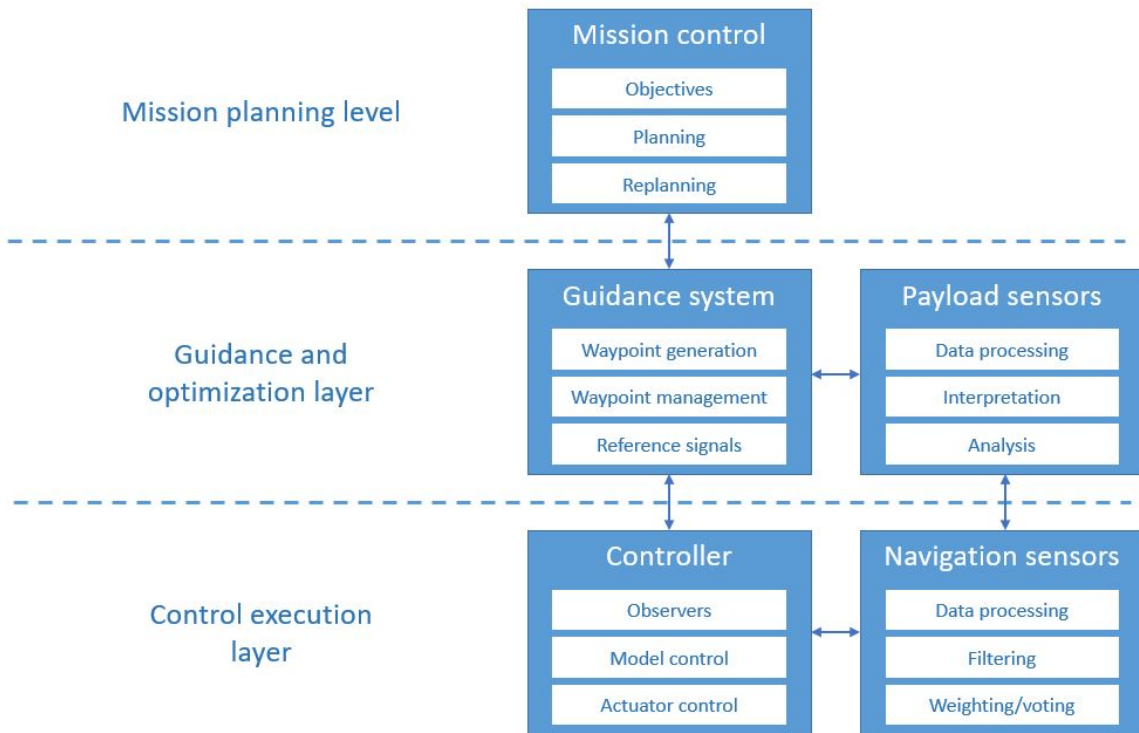 Mission control
Objectives
Mission planning level
Planning
Replanning
Guidance system
Payload sensors
Waypoint generation
Data processing
Guidance and
optimization layer
Waypoint management
Interpretation
Reference signals
Analysis
Controller
Navigation sensors
Observers
Data processing
Control execution
layer
Model control
Filtering
Actuator control
Weighting/voting